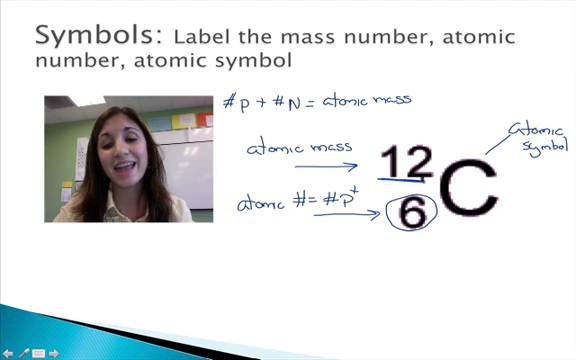 Symbols: Label the mass number, atomic
number, atomic symbol
#P + #N = atomic mass
atomic mass
12
atomic # = #P+
6
C
atomic
symbol